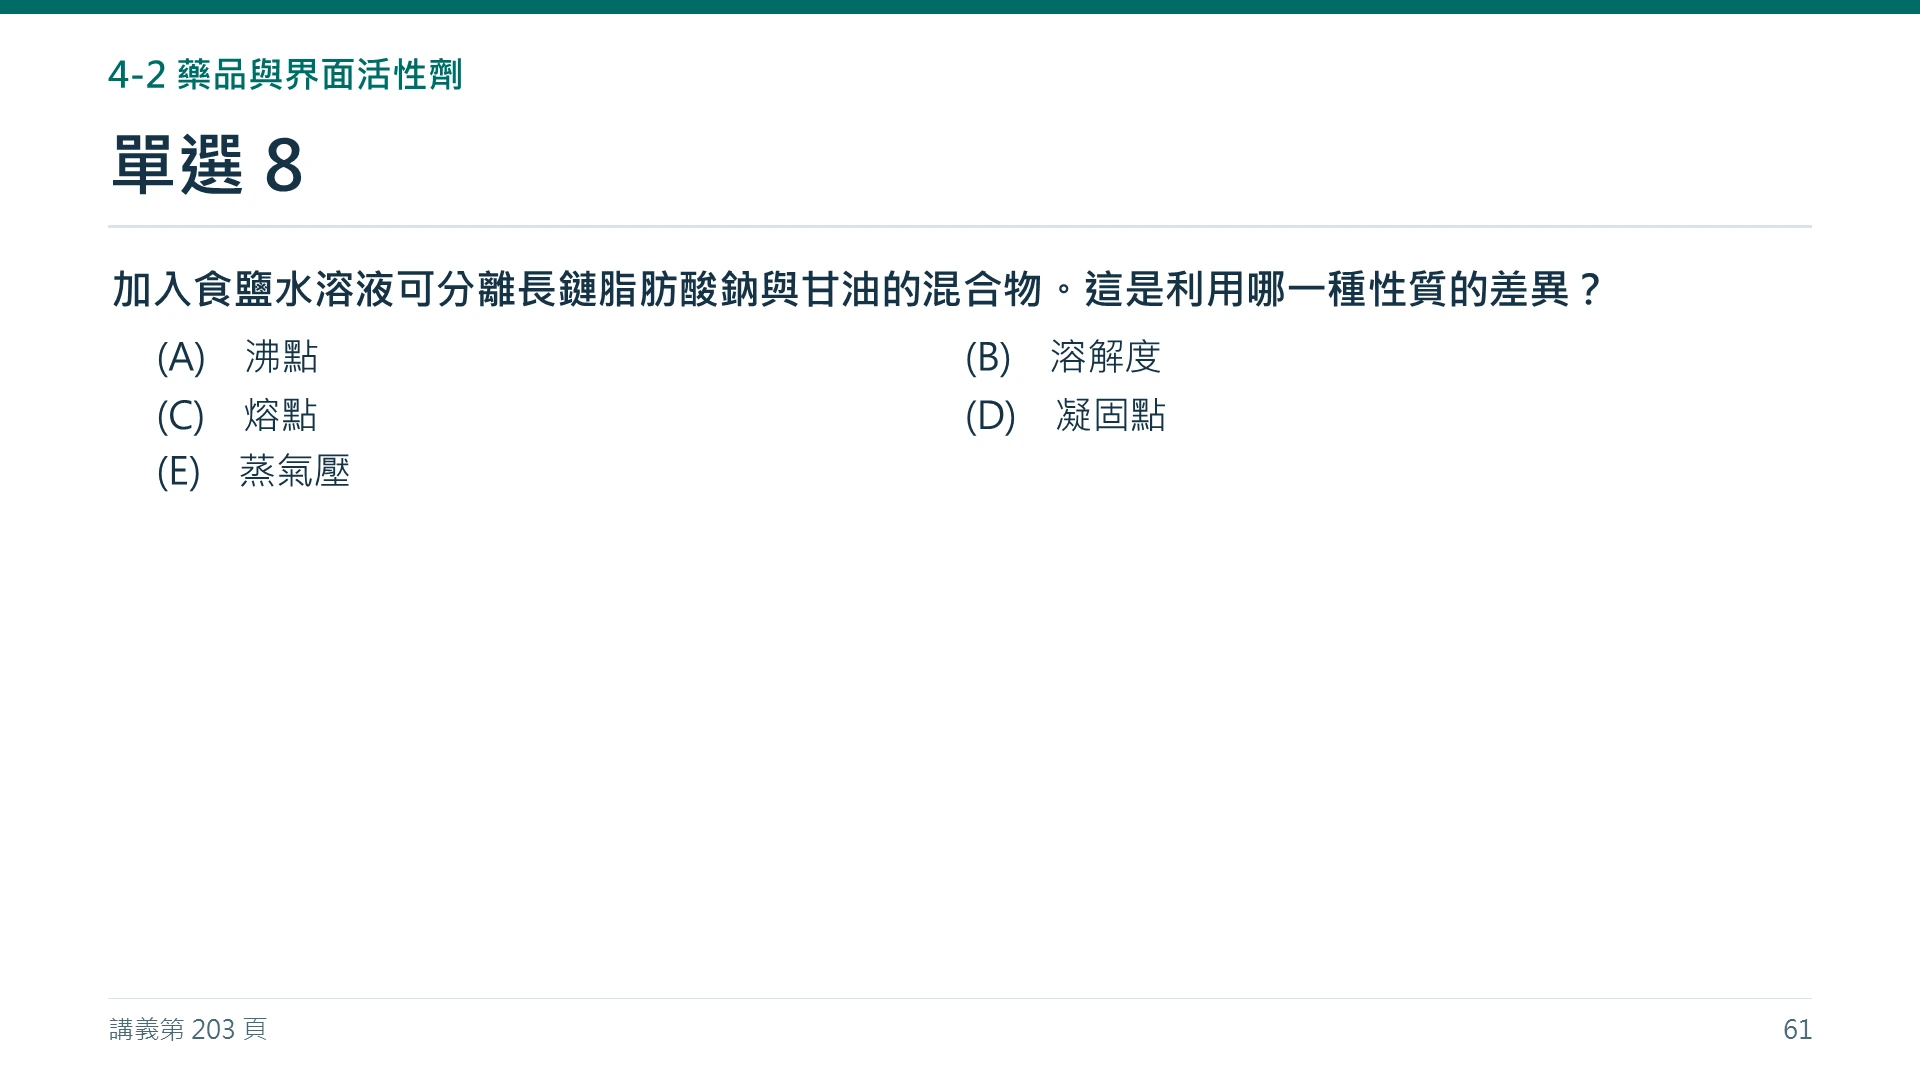 4-2 藥品與界面活性劑
單選 8
加入食鹽水溶液可分離長鏈脂肪酸鈉與甘油的混合物。這是利用哪一種性質的差異？
(A) 沸點 (B) 溶解度
(C) 熔點 (D) 凝固點
(E) 蒸氣壓
講義第 203 頁 61